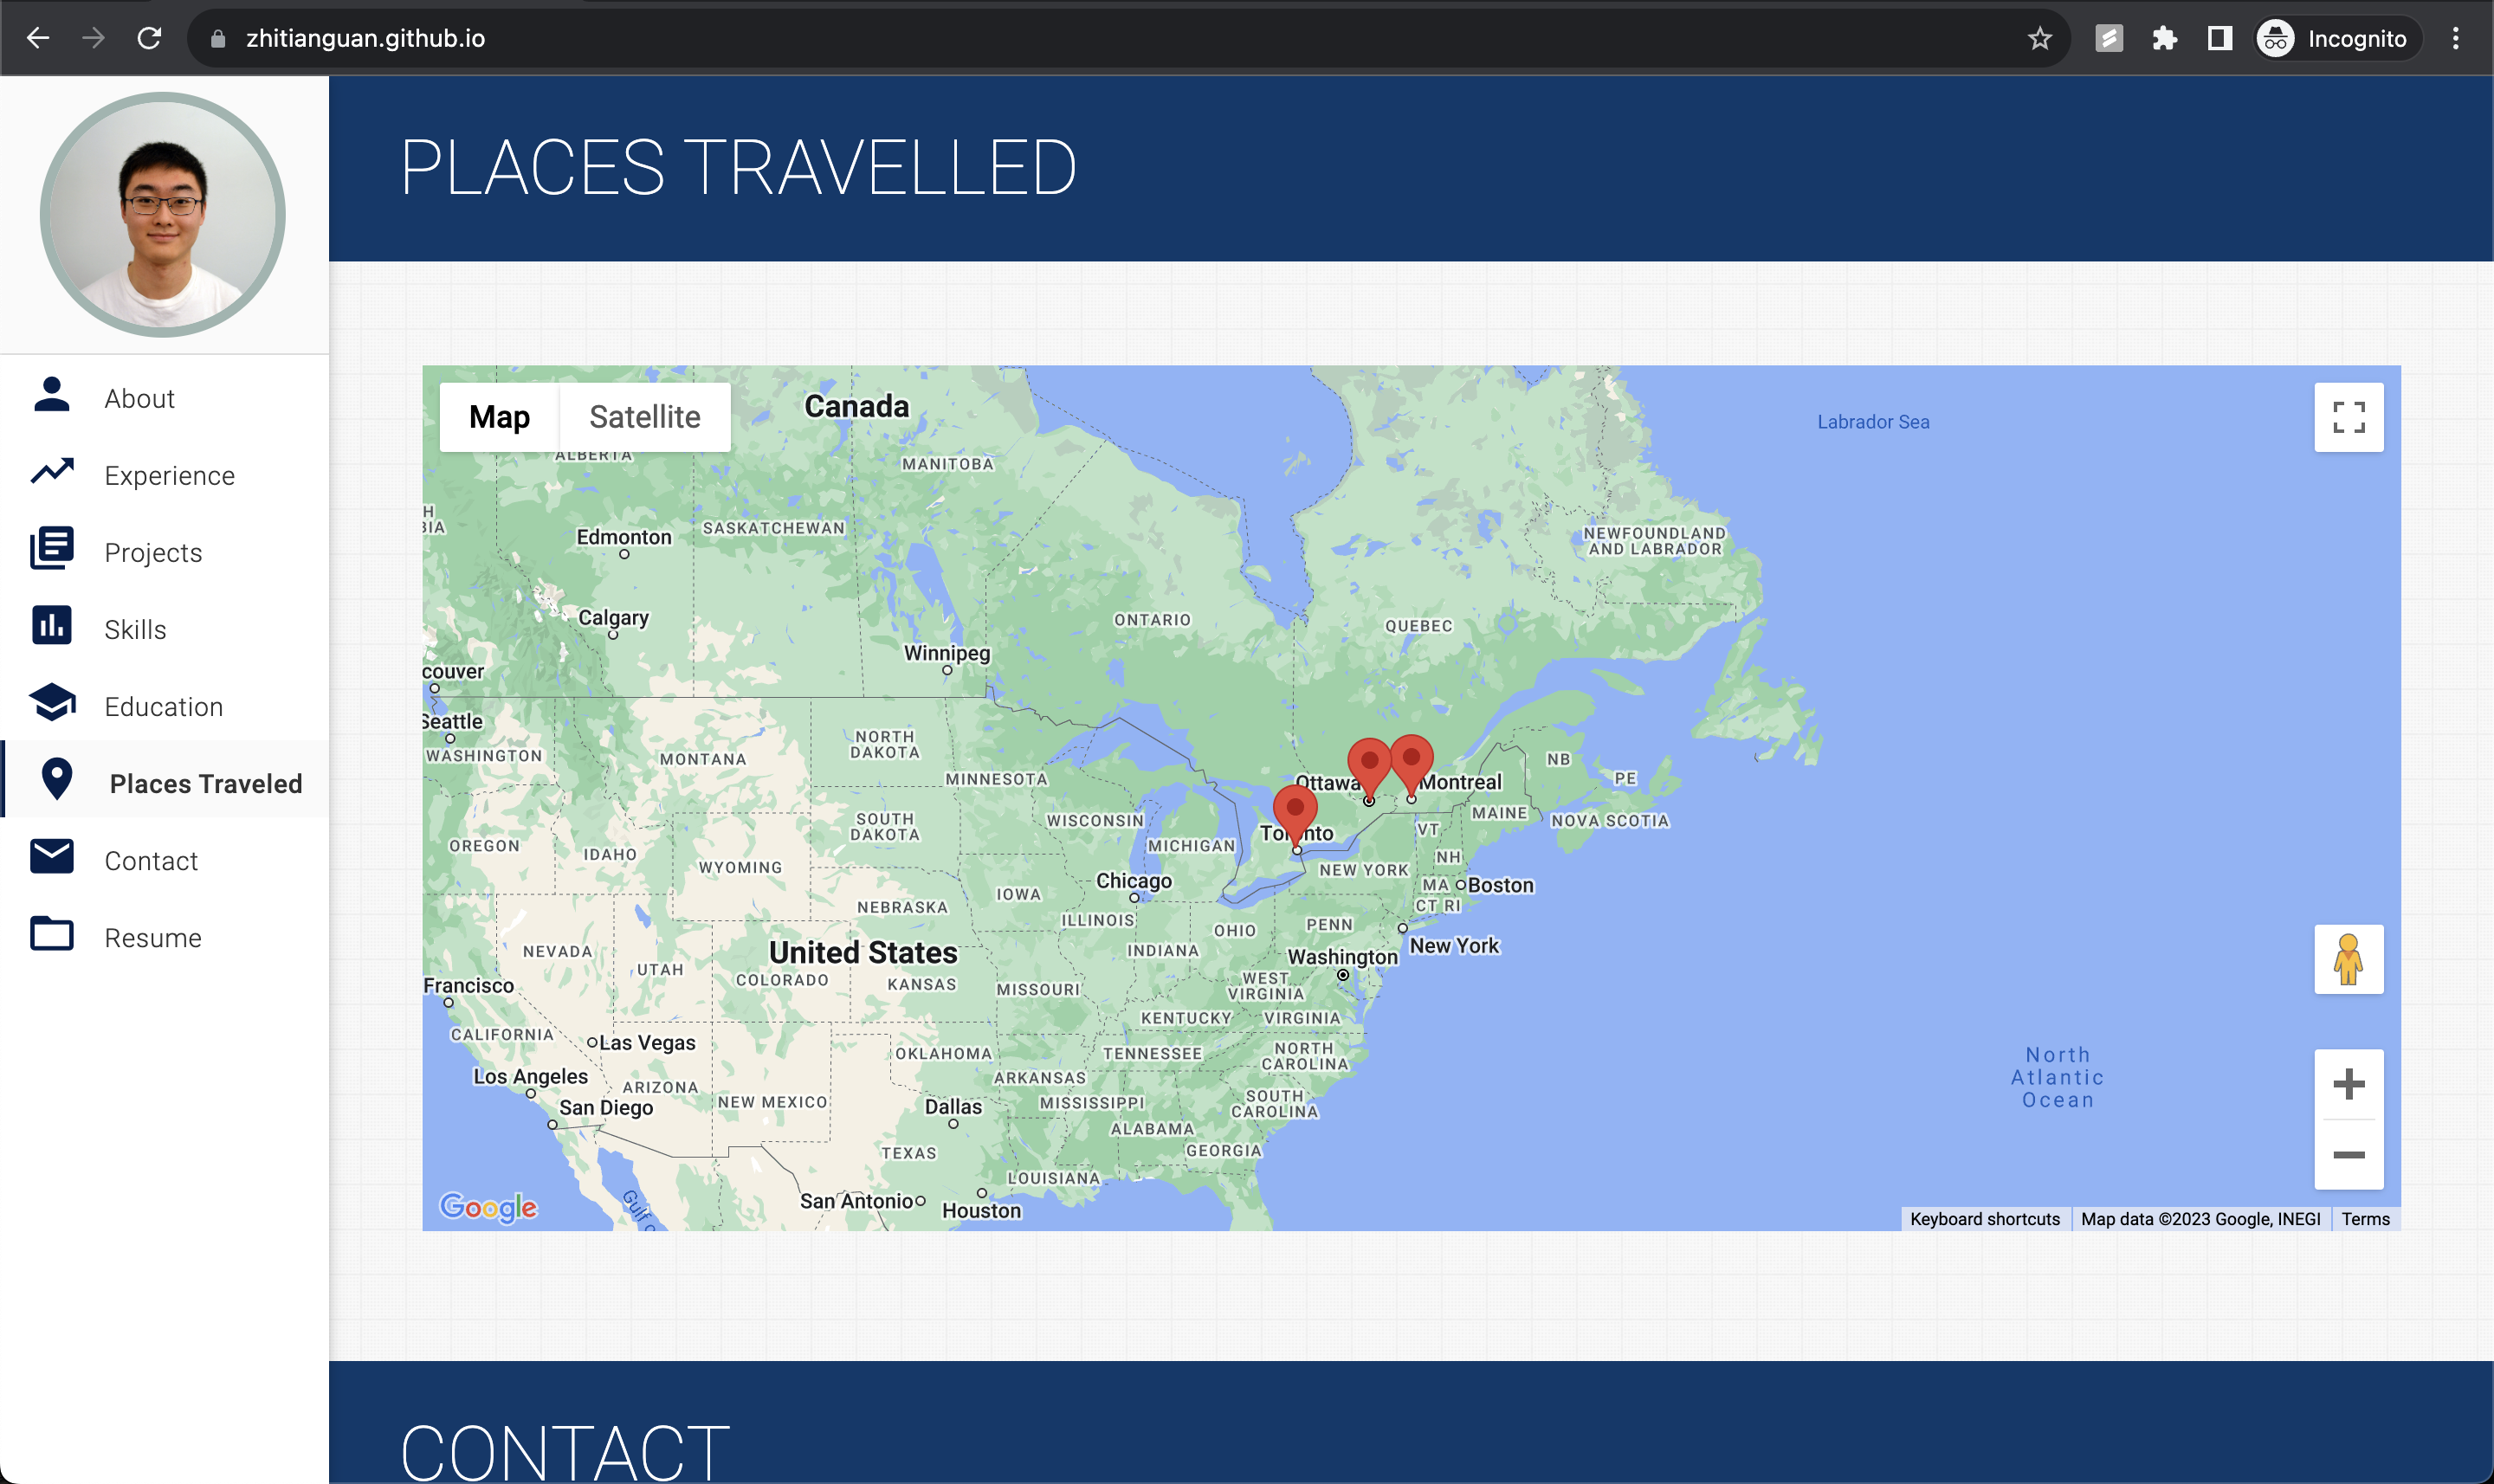 zhitianguan.github.io
Incognito
About
Experience
Projects
Skills
Education
Places Traveled
Contact
Resume
PLACES TRAVELLED
Map
Satellite
Canada
Labrador Sea
ALBERTA
MANITOBA
H
BIA
Edmonton
SASKATCHEWAN
NEWFOUNDLAND
AND LABRADOR
Calgary
ONTARIO
QUEBEC
Winnipeg
couver
Seattle
WASHINGTON
MONTANA
NORTH
DAKOTA
MINNESOTA
Ottawa
Montreal
NB
PE
OREGON
IDAHO
WYOMING
SOUTH
DAKOTA
WISCONSIN
MICHIGAN
Toronto
VT
MAINE
NOVA SCOTIA
NH
NEW YORK
Chicago
MA
Boston
CT RI
IOWA
NEBRASKA
ILLINOIS
INDIANA
OHIO
PENN
New York
NEVADA
UTAH
United States
COLORADO
KANSAS
MISSOURI
Washington
WEST
VIRGINIA
Francisco
CALIFORNIA
KENTUCKY
VIRGINIA
Las Vegas
OKLAHOMA
TENNESSEE
NORTH
CAROLINA
Los Angeles
ARIZONA
NEW MEXICO
ARKANSAS
San Diego
Dallas
MISSISSIPPI
SOUTH
CAROLINA
ALABAMA
TEXAS
GEORGIA
LOUISIANA
San Antonio
Houston
Gulf o
North
Atlantic
Ocean
Google
Keyboard shortcuts
Map data ©2023 Google, INEGI
Terms
CONTACT